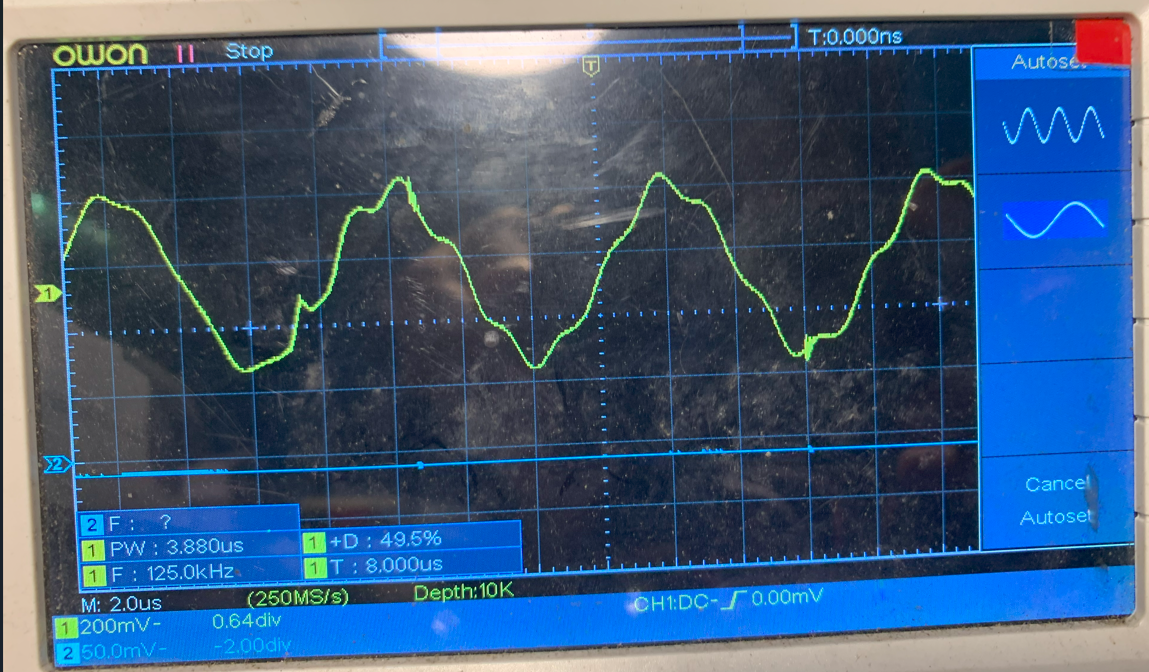 owon Stop T:0.000ns
T
Autoset
1
2
2 F : ?
1 PW : 3.880us 1 +D : 49.5%
1 F : 125.0kHz 1 T : 8.000us
Cancel
Autoset
M: 2.0us (250MS/s) Depth:10K CH1:DC- 0.00mV
1 200mV- 0.64div
2 50.0mV- -2.00div